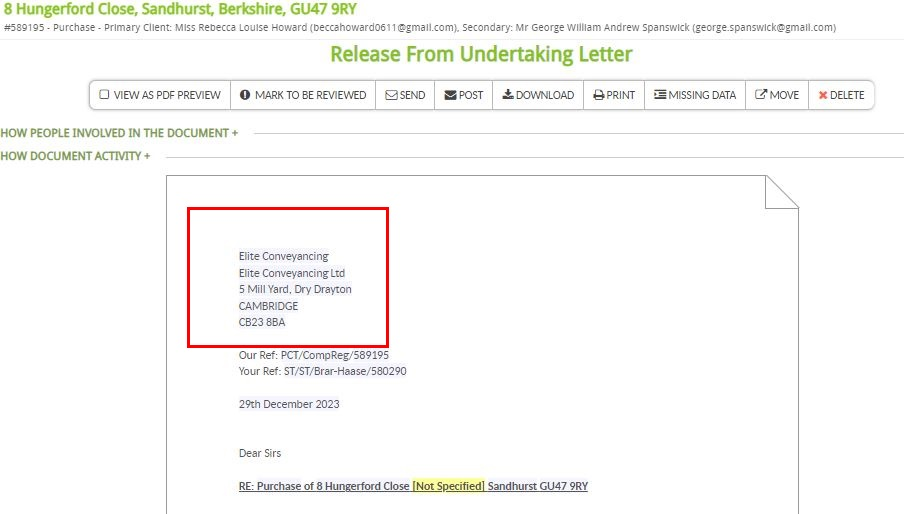 8 Hungerford Close, Sandhurst, Berkshire, GU47 9RY
#589195 - Purchase - Primary Client: Miss Rebecca Louise Howard (beccahoward0611@gmail.com), Secondary: Mr George William Andrew Spanswick (george.spanswick@gmail.com)
Release From Undertaking Letter
VIEW AS PDF PREVIEW MARK TO BE REVIEWED SEND POST DOWNLOAD PRINT MISSING DATA MOVE DELETE
HOW PEOPLE INVOLVED IN THE DOCUMENT +
HOW DOCUMENT ACTIVITY +
Elite Conveyancing
Elite Conveyancing Ltd
5 Mill Yard, Dry Drayton
CAMBRIDGE
CB23 8BA
Our Ref: PCT/CompReg/589195
Your Ref: ST/ST/Brar-Haase/580290
29th December 2023
Dear Sirs
RE: Purchase of 8 Hungerford Close [Not Specified] Sandhurst GU47 9RY